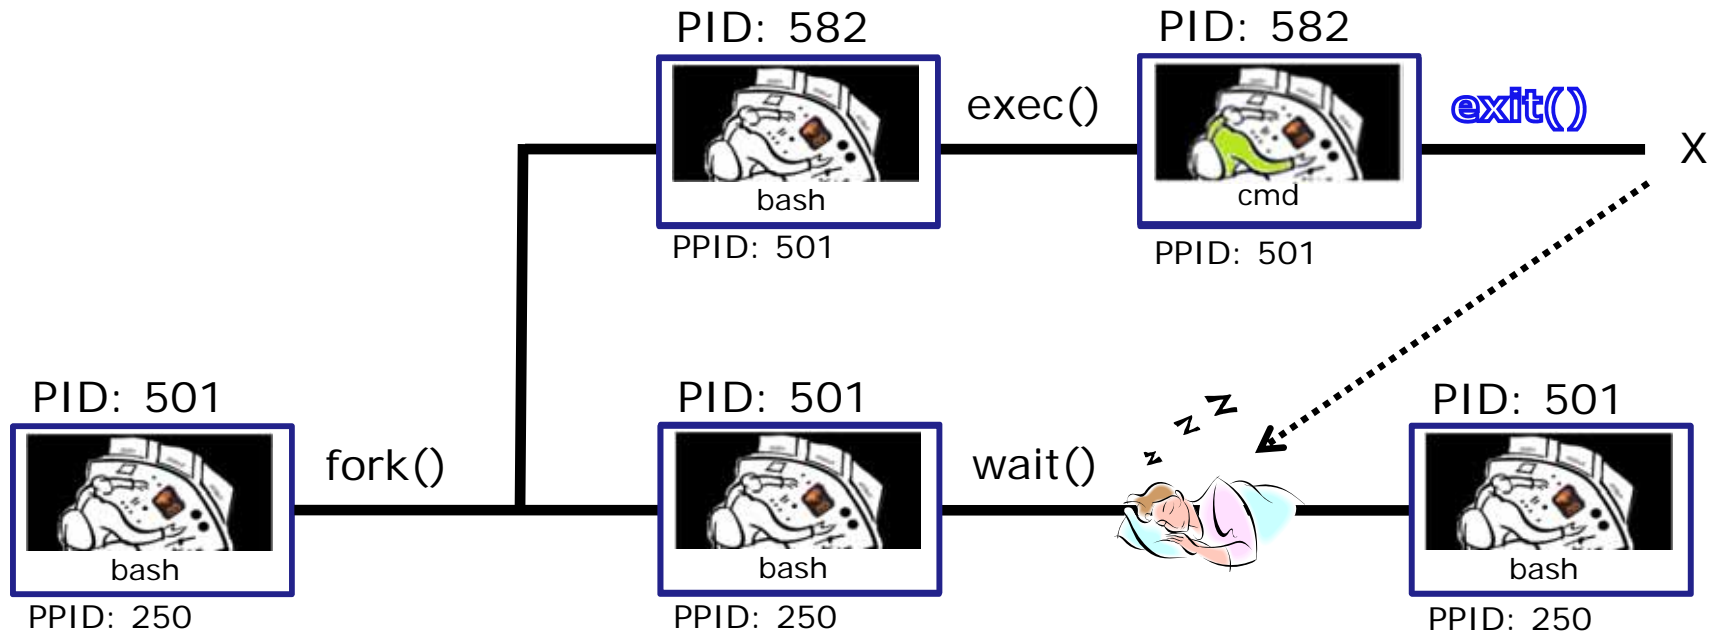 PID: 582
bash
PPID: 501
exec()
PID: 582
cmd
PPID: 501
exit()
X
PID: 501
bash
PPID: 250
fork()
PID: 501
bash
PPID: 250
wait()
z z z
PID: 501
bash
PPID: 250